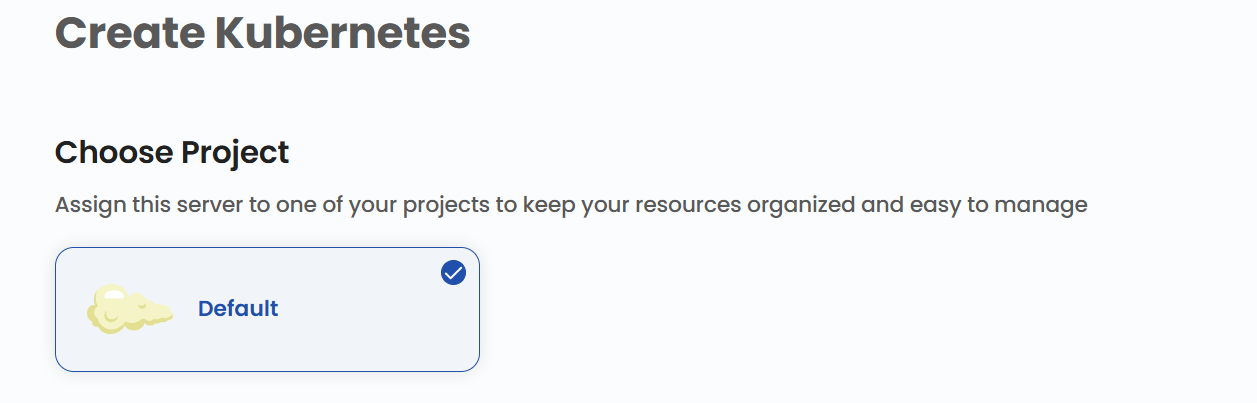 Create Kubernetes
Choose Project
Assign this server to one of your projects to keep your resources organized and easy to manage
Default